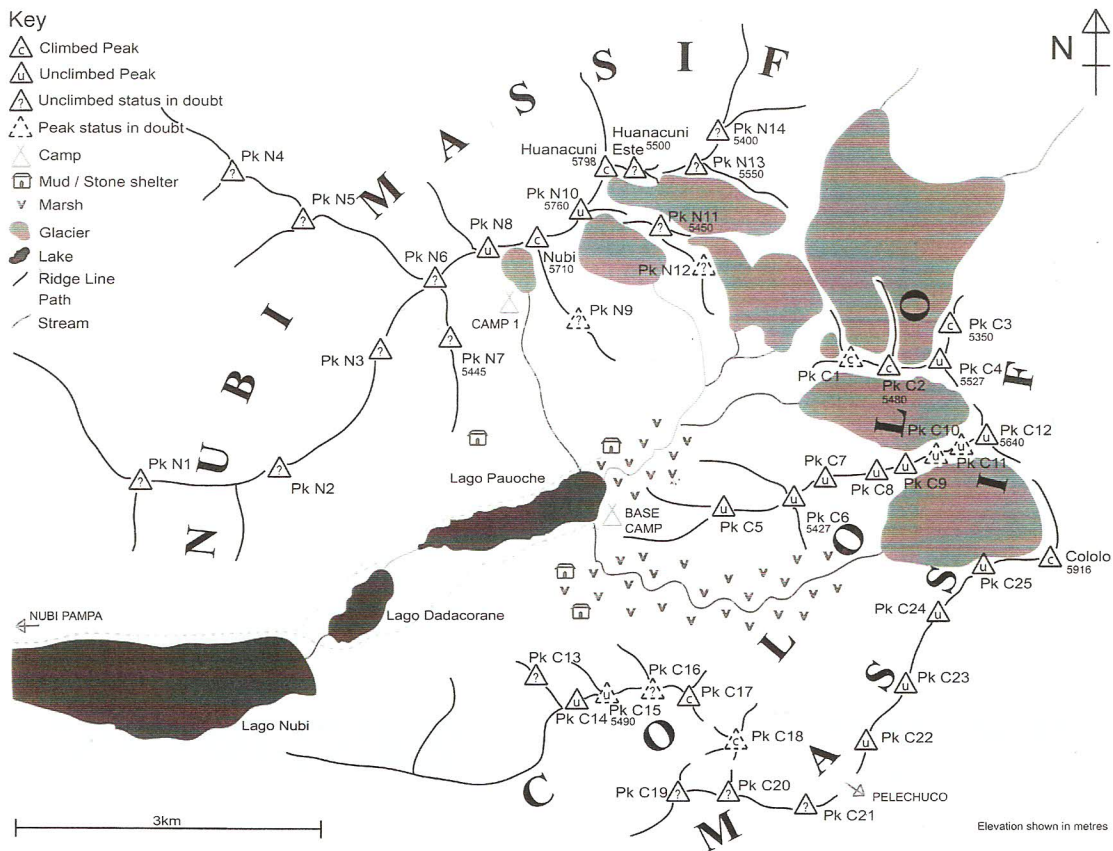 Key
c Climbed Peak
u Unclimbed Peak
? Unclimbed status in doubt
? Peak status in doubt
Camp
Mud / Stone shelter
Marsh
Glacier
Lake
Ridge Line
Path
Stream
N
NUBI MASSIF
Pk N4
?
Pk N5
?
Pk N6
?
Pk N8
u
c
Nubi
5710
Pk N10
5760
u
Huanacuni
5798
c
Huanacuni
Este
5500
?
Pk N14
5400
?
Pk N13
5550
?
Pk N11
5450
?
Pk N12
?
Pk N9
?
CAMP 1
Pk N7
5445
?
Pk N3
?
Pk N1
?
Pk N2
?
Pk C1
c
Pk C2
5480
c
Pk C3
5350
c
Pk C4
5527
u
Pk C10
u
Pk C12
5640
u
Pk C11
u
Pk C9
u
Pk C8
u
Pk C7
u
Pk C6
5427
u
Pk C5
u
Lago Pauoche
BASE
CAMP
Cololo
5916
c
Pk C25
u
Pk C24
u
Pk C23
u
Pk C22
u
NUBI PAMPA
Lago Dadacorane
Lago Nubi
Pk C13
?
Pk C14
u
Pk C15
5490
u
Pk C16
?
Pk C17
c
Pk C18
c
Pk C19
?
Pk C20
?
Pk C21
?
PELECHUCO
COLOLO MASSIF
3km
Elevation shown in metres